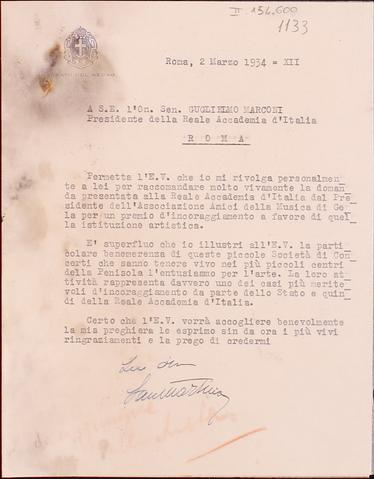 II 154.600
1133
Roma, 2 Marzo 1934 = XII
A S.E. l'On. Sen. GUGLIELMO MARCONI
Presidente della Reale Accademia d'Italia
R O M A
Permetta l'E.V. che io mi rivolga personalmen
te a lei per raccomandare molto vivamente la doman
da presentata alla Reale Accademia d'Italia dal Pre
sidente dell'Associazione Amici della Musica di Ge
la per un premio d'incoraggiamento a favore di quel
la istituzione artistica.
E' superfluo che io illustri all'E.V. la parti
colare benemerenza di queste piccole Società di Con
certi che sanno tenere vivo nei più piccoli centri
della Penisola l'entusiasmo per l'arte. La loro at
tività rappresenta davvero uno dei casi più merite
voli d'incoraggiamento da parte dello Stato e quin
di della Reale Accademia d'Italia.
Certo che l'E.V. vorrà accogliere benevolmente
la mia preghiera le esprimo sin da ora i più vivi
ringraziamenti e la prego di credermi